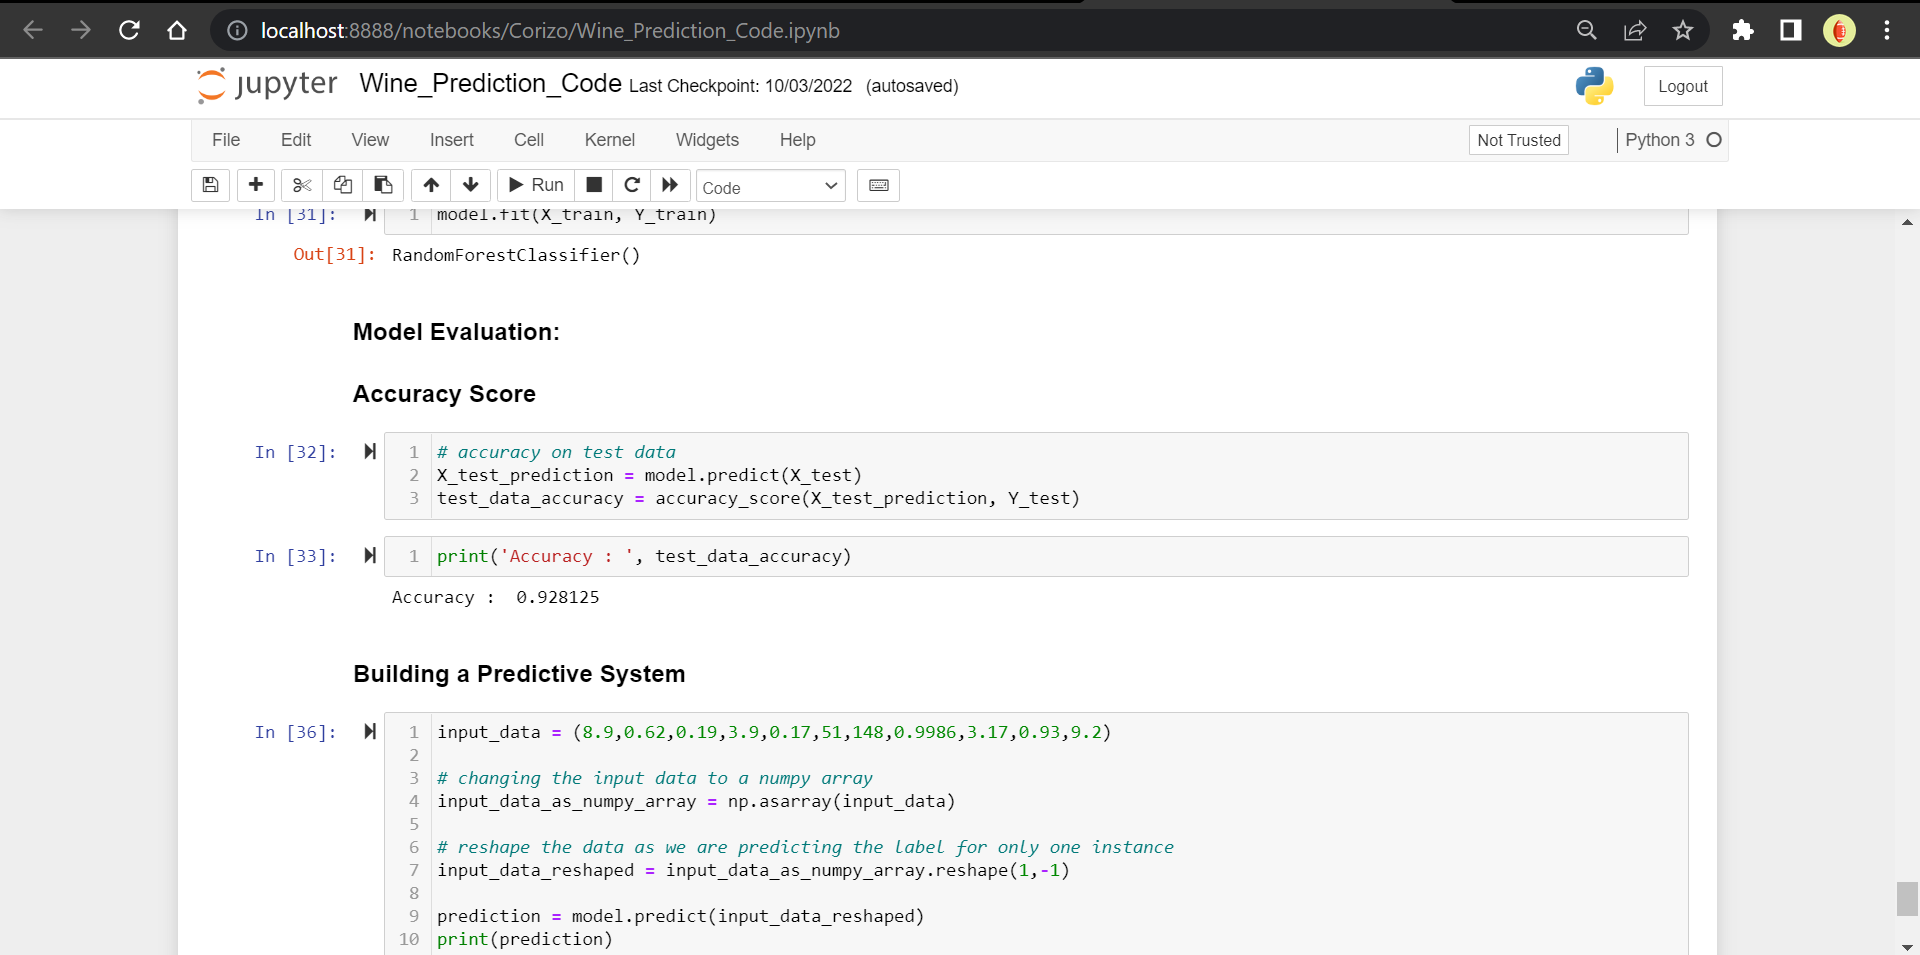 localhost:8888/notebooks/Corizo/Wine_Prediction_Code.ipynb
jupyter Wine_Prediction_Code Last Checkpoint: 10/03/2022 (autosaved) Logout
File Edit View Insert Cell Kernel Widgets Help Not Trusted Python 3
Run Code
In [31]: 1 model.fit(X_train, Y_train)
Out[31]: RandomForestClassifier()
Model Evaluation:
Accuracy Score
In [32]: 1 # accuracy on test data
2 X_test_prediction = model.predict(X_test)
3 test_data_accuracy = accuracy_score(X_test_prediction, Y_test)
In [33]: 1 print('Accuracy : ', test_data_accuracy)
Accuracy :  0.928125
Building a Predictive System
In [36]: 1 input_data = (8.9,0.62,0.19,3.9,0.17,51,148,0.9986,3.17,0.93,9.2)
2
3 # changing the input data to a numpy array
4 input_data_as_numpy_array = np.asarray(input_data)
5
6 # reshape the data as we are predicting the label for only one instance
7 input_data_reshaped = input_data_as_numpy_array.reshape(1,-1)
8
9 prediction = model.predict(input_data_reshaped)
10 print(prediction)